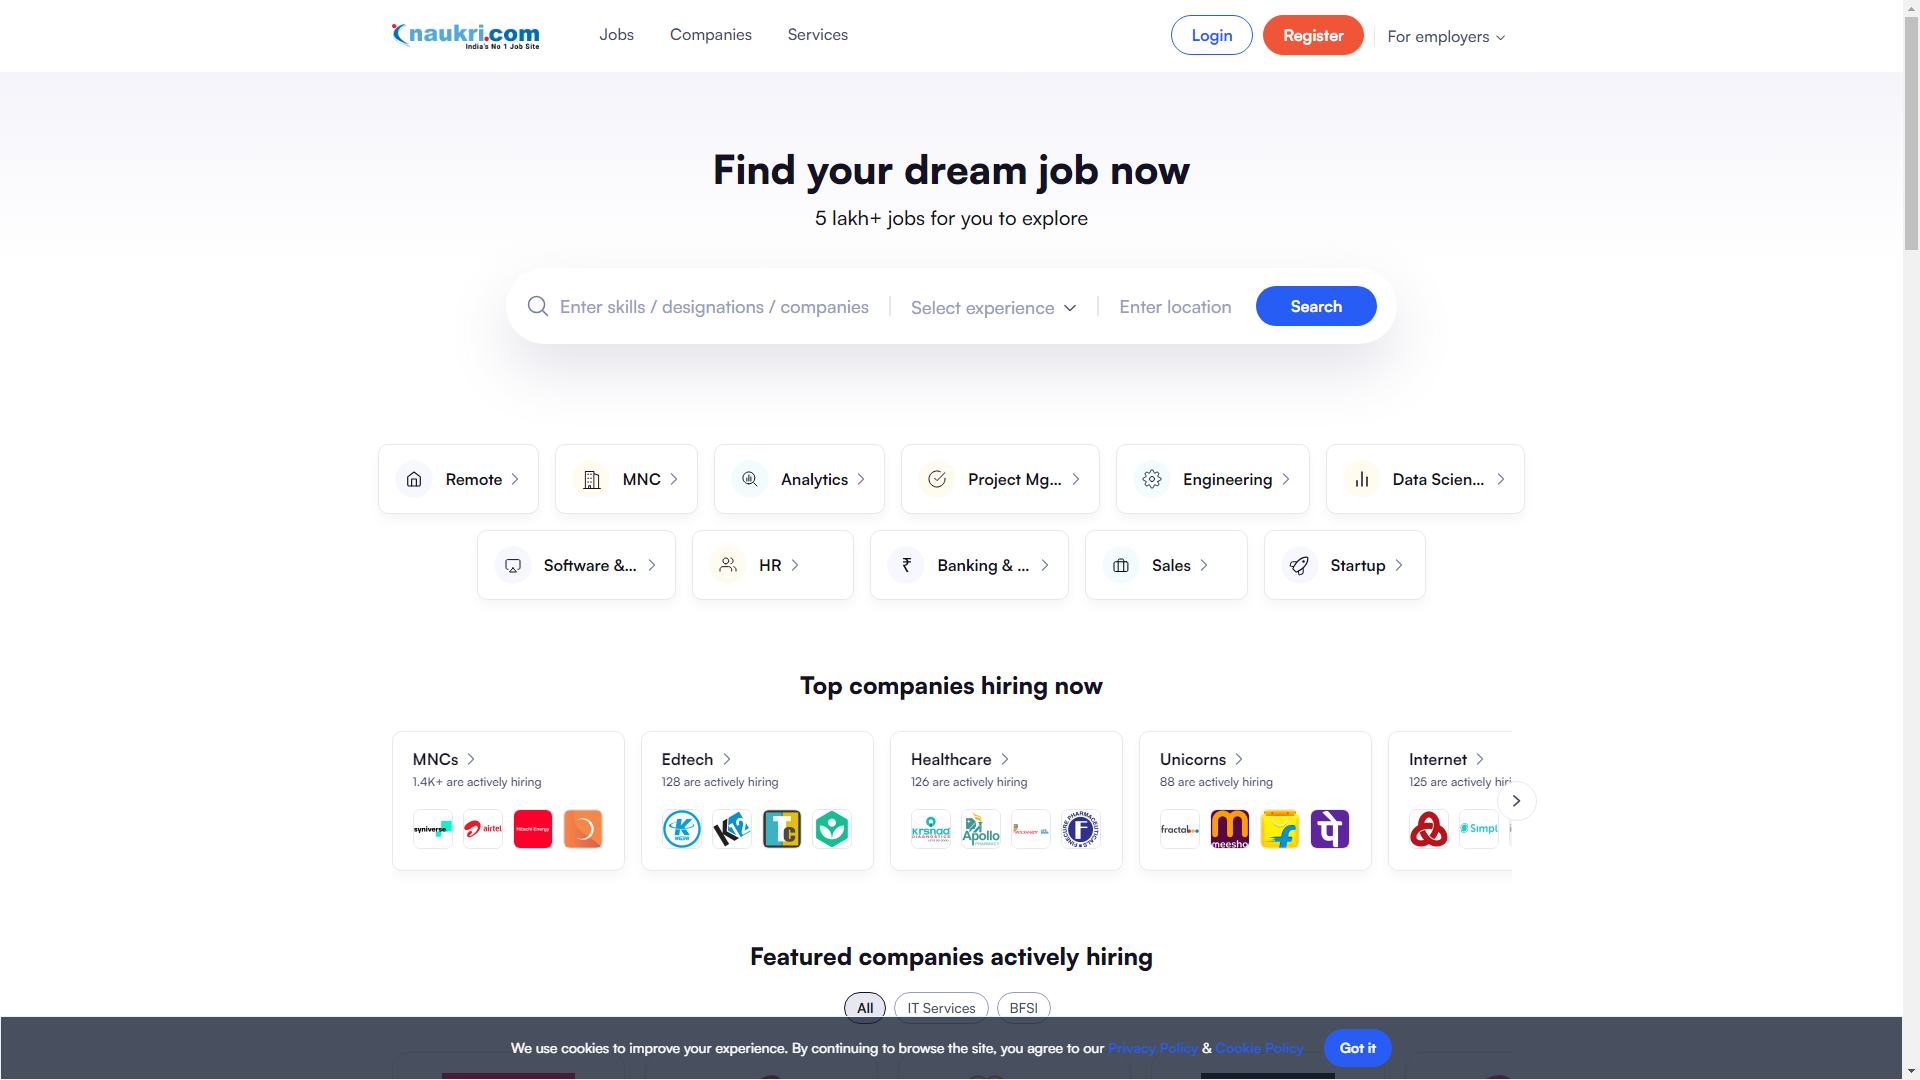 naukri.com
India's No 1 Job Site
Jobs
Companies
Services
Login
Register
For employers
Find your dream job now
5 lakh+ jobs for you to explore
Enter skills / designations / companies
Select experience
Enter location
Search
Remote
MNC
Analytics
Project Mg...
Engineering
Data Scien...
Software &...
HR
Banking & ...
Sales
Startup
Top companies hiring now
MNCs
1.4K+ are actively hiring
syniverse
airtel
Hitachi Energy
Edtech
128 are actively hiring
K12
Tc
Healthcare
126 are actively hiring
krsnaa
DIAGNOSTICS
Apollo
PHARMACY
Unicorns
88 are actively hiring
fractal
meesho
Internet
125 are actively hiri
Simpl
Featured companies actively hiring
All
IT Services
BFSI
We use cookies to improve your experience. By continuing to browse the site, you agree to our Privacy Policy & Cookie Policy
Got it